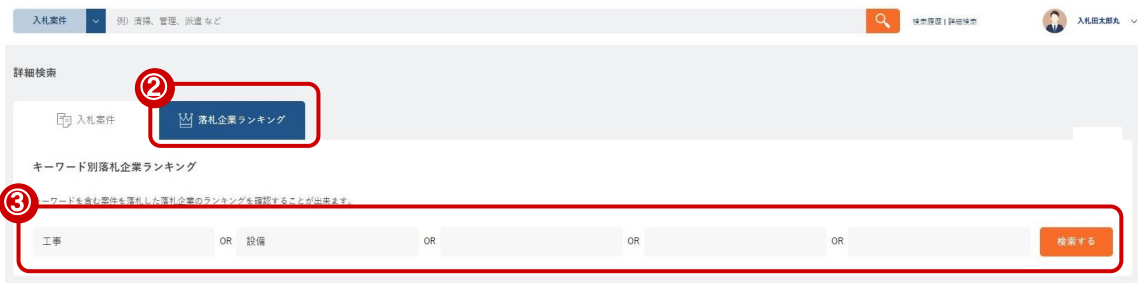 入札案件 例）清掃、管理、派遣 など 検索履歴 | 詳細検索 入札田太郎丸
詳細検索
②
入札案件 落札企業ランキング
キーワード別落札企業ランキング
③
キーワードを含む案件を落札した落札企業のランキングを確認することが出来ます。
工事 OR 設備 OR OR OR 検索する